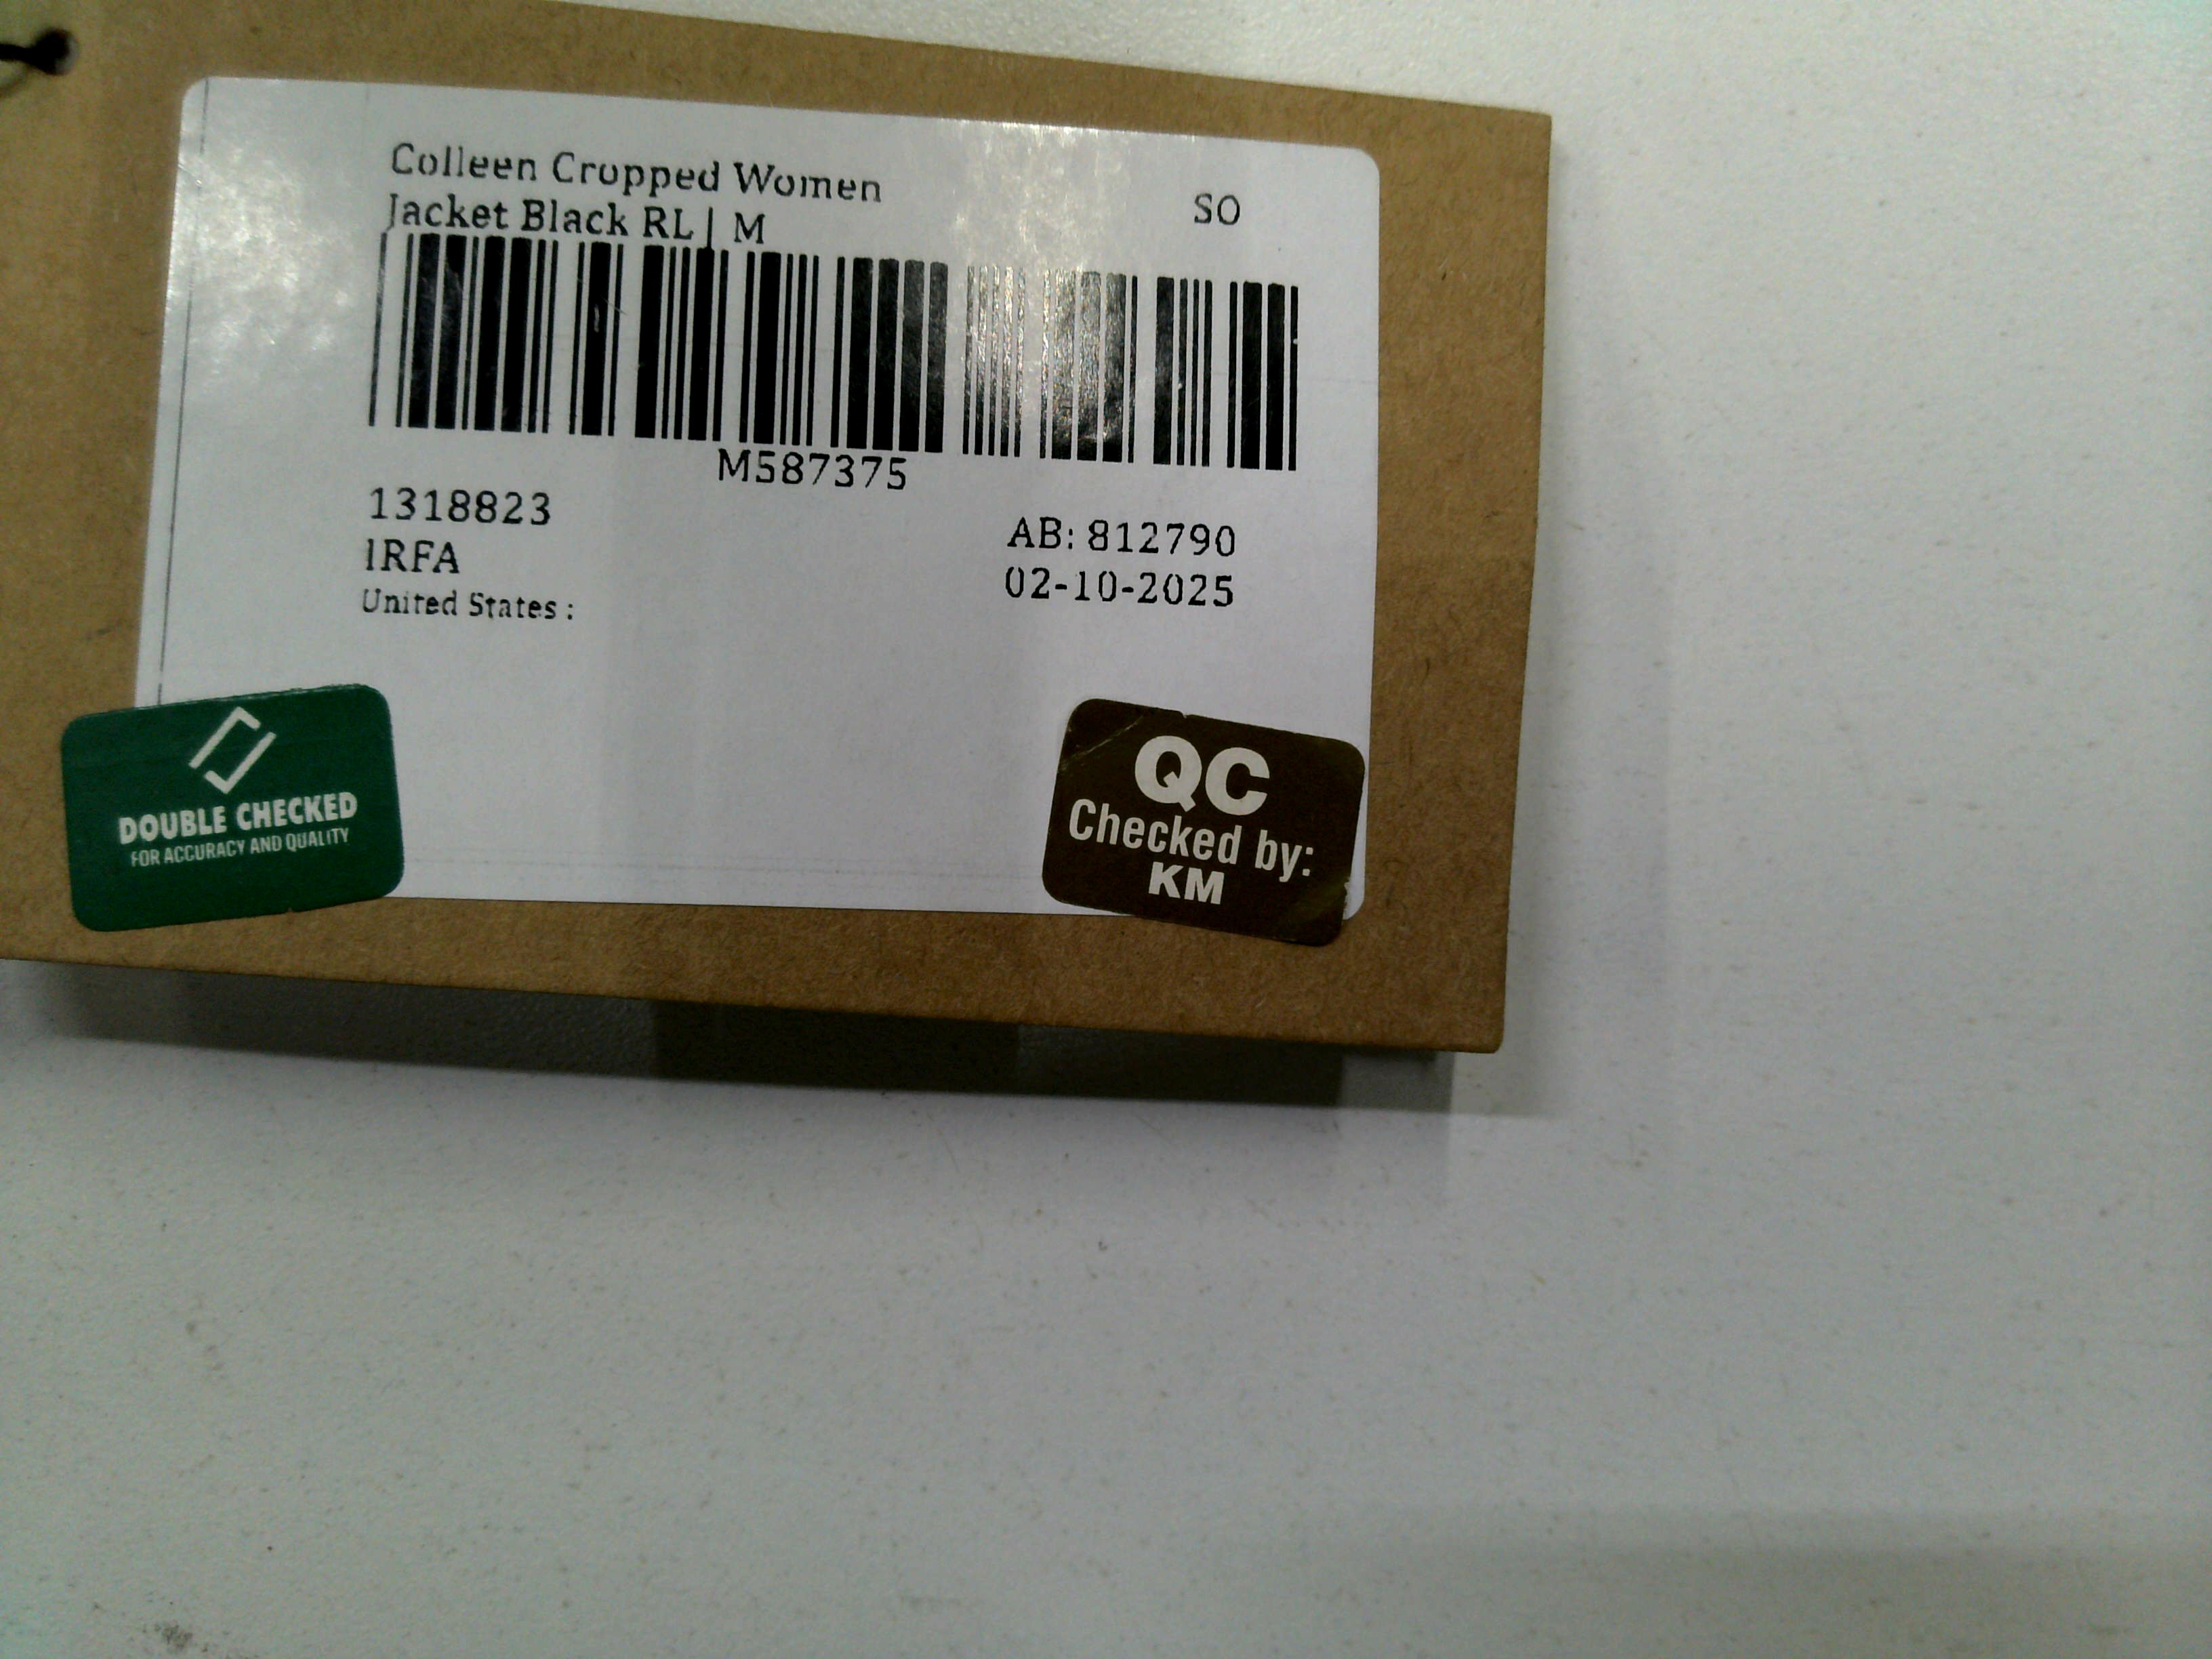 Colleen Cropped Women
Jacket Black RL | M
SO
M587375
1318823
IRFA
United States :
AB: 812790
02-10-2025
DOUBLE CHECKED
FOR ACCURACY AND QUALITY
QC
Checked by:
KM